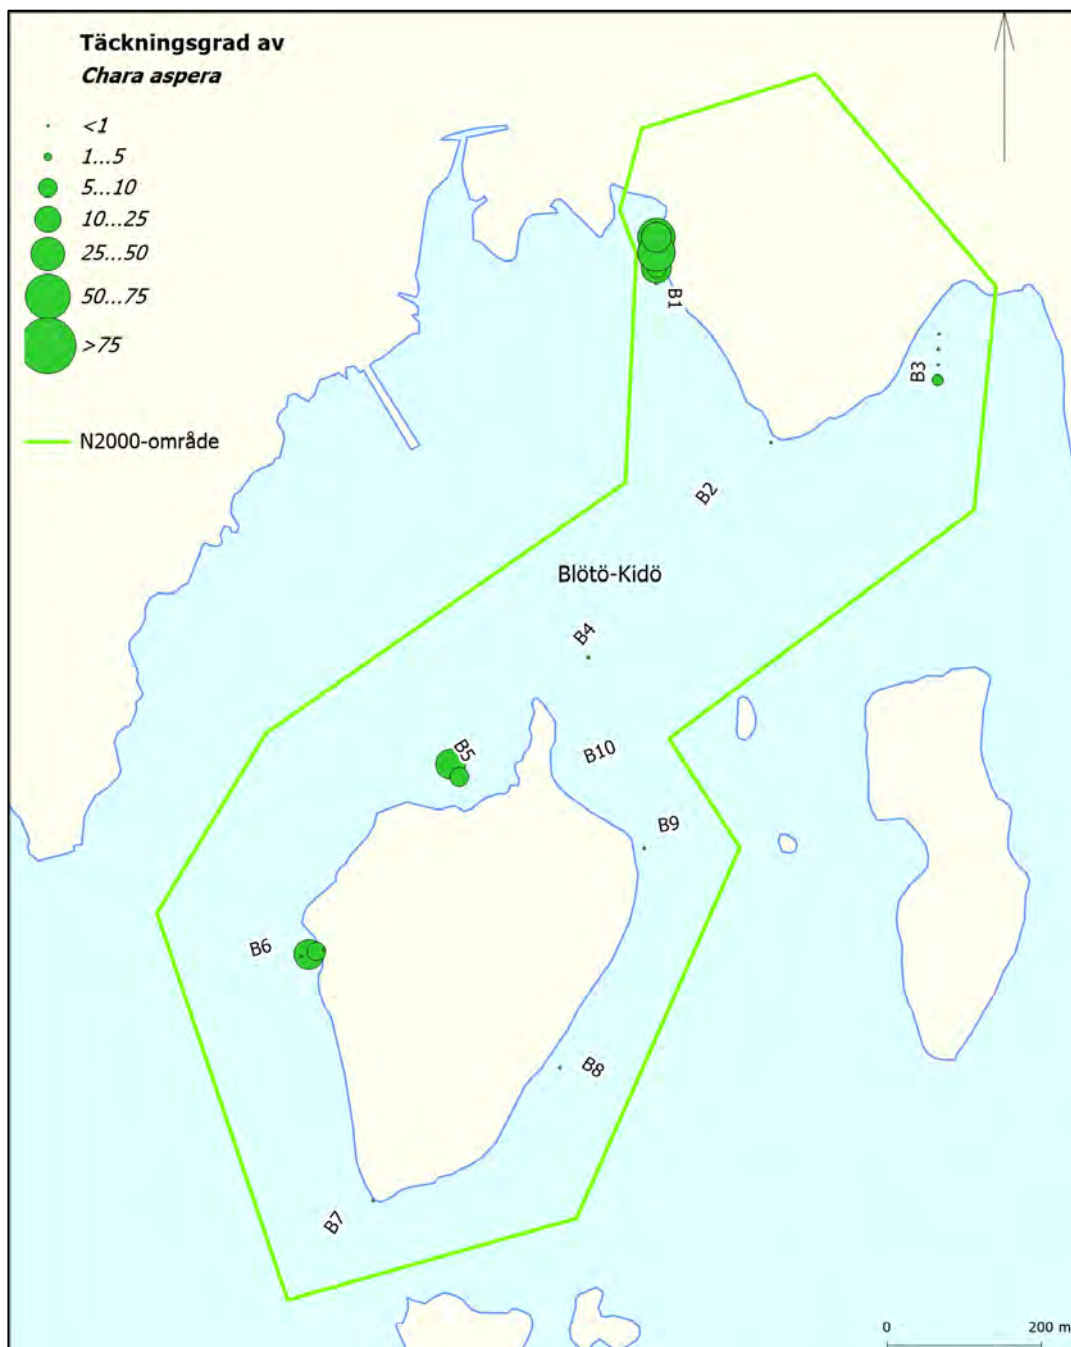 Täckningsgrad av
Chara aspera
<1
1...5
5...10
10...25
25...50
50...75
>75
N2000-område
B1
B3
B2
Blötö-Kidö
B4
B5
B10
B9
B6
B8
B7
0 200 m